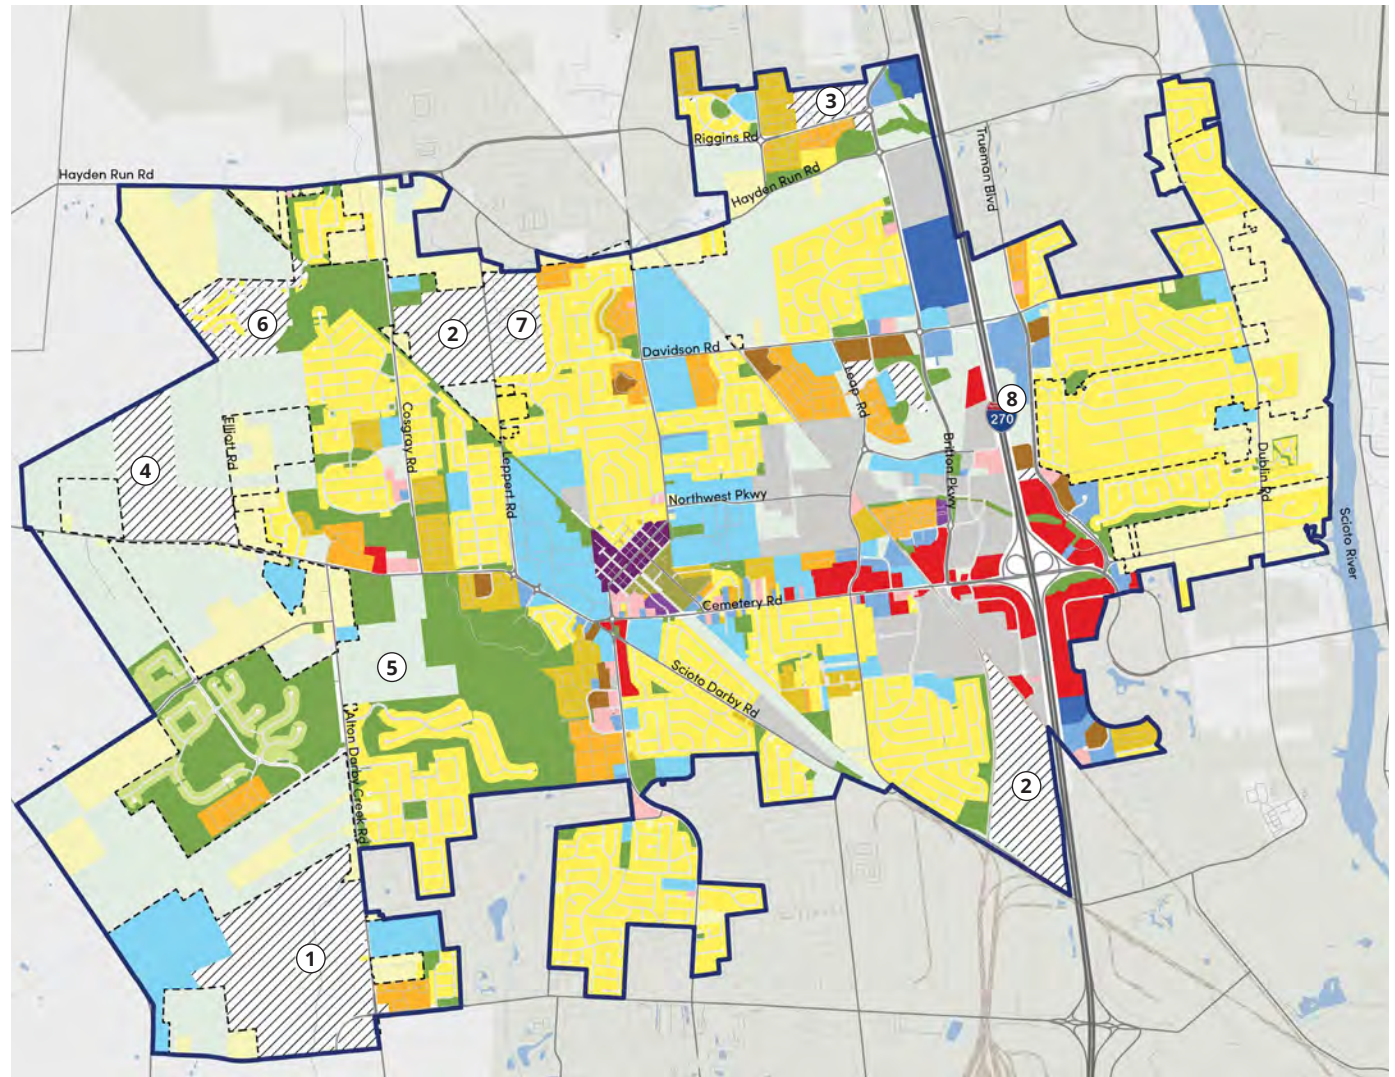 3
Riggins Rd
Trueman Blvd
Hayden Run Rd
Hayden Run Rd
6
2
7
Davidson Rd
Leap Rd
8
270
Elliott Rd
Cosgray Rd
4
Leppert Rd
Britton Pkwy
Dublin Rd
Northwest Pkwy
Scioto River
Cemetery Rd
5
Scioto Darby Rd
Alton Darby Creek Rd
2
1